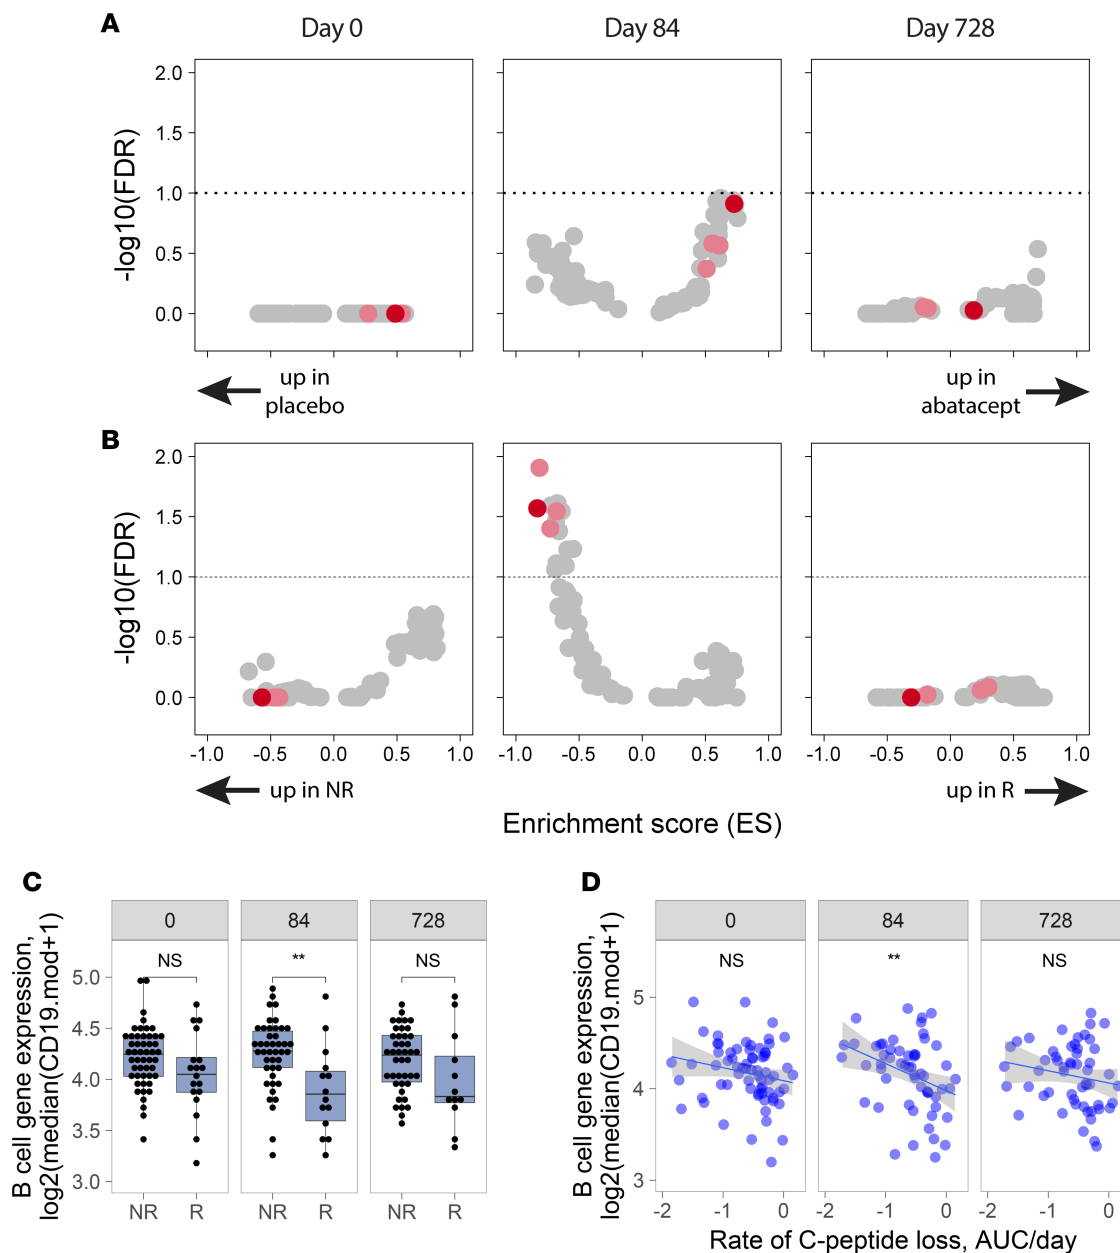 A
Day 0
Day 84
Day 728
-log10(FDR)
2.0
1.5
1.0
0.5
0.0
up in
placebo
up in
abatacept
B
-log10(FDR)
2.0
1.5
1.0
0.5
0.0
-1.0 -0.5 0.0 0.5 1.0
-1.0 -0.5 0.0 0.5 1.0
-1.0 -0.5 0.0 0.5 1.0
up in NR
up in R
Enrichment score (ES)
C
B cell gene expression,
log2(median(CD19.mod+1)
0 84 728
NS ** NS
5.0
4.5
4.0
3.5
3.0
NR R NR R NR R
D
B cell gene expression,
log2(median(CD19.mod+1)
0 84 728
NS ** NS
5
4
3
-2 -1 0 -2 -1 0 -2 -1 0
Rate of C-peptide loss, AUC/day